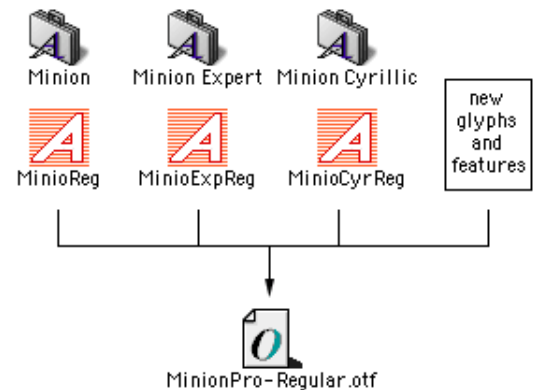 Minion
Minion Expert
Minion Cyrillic
MinioReg
MinioExpReg
MinioCyrReg
new
glyphs
and
features
MinionPro-Regular.otf